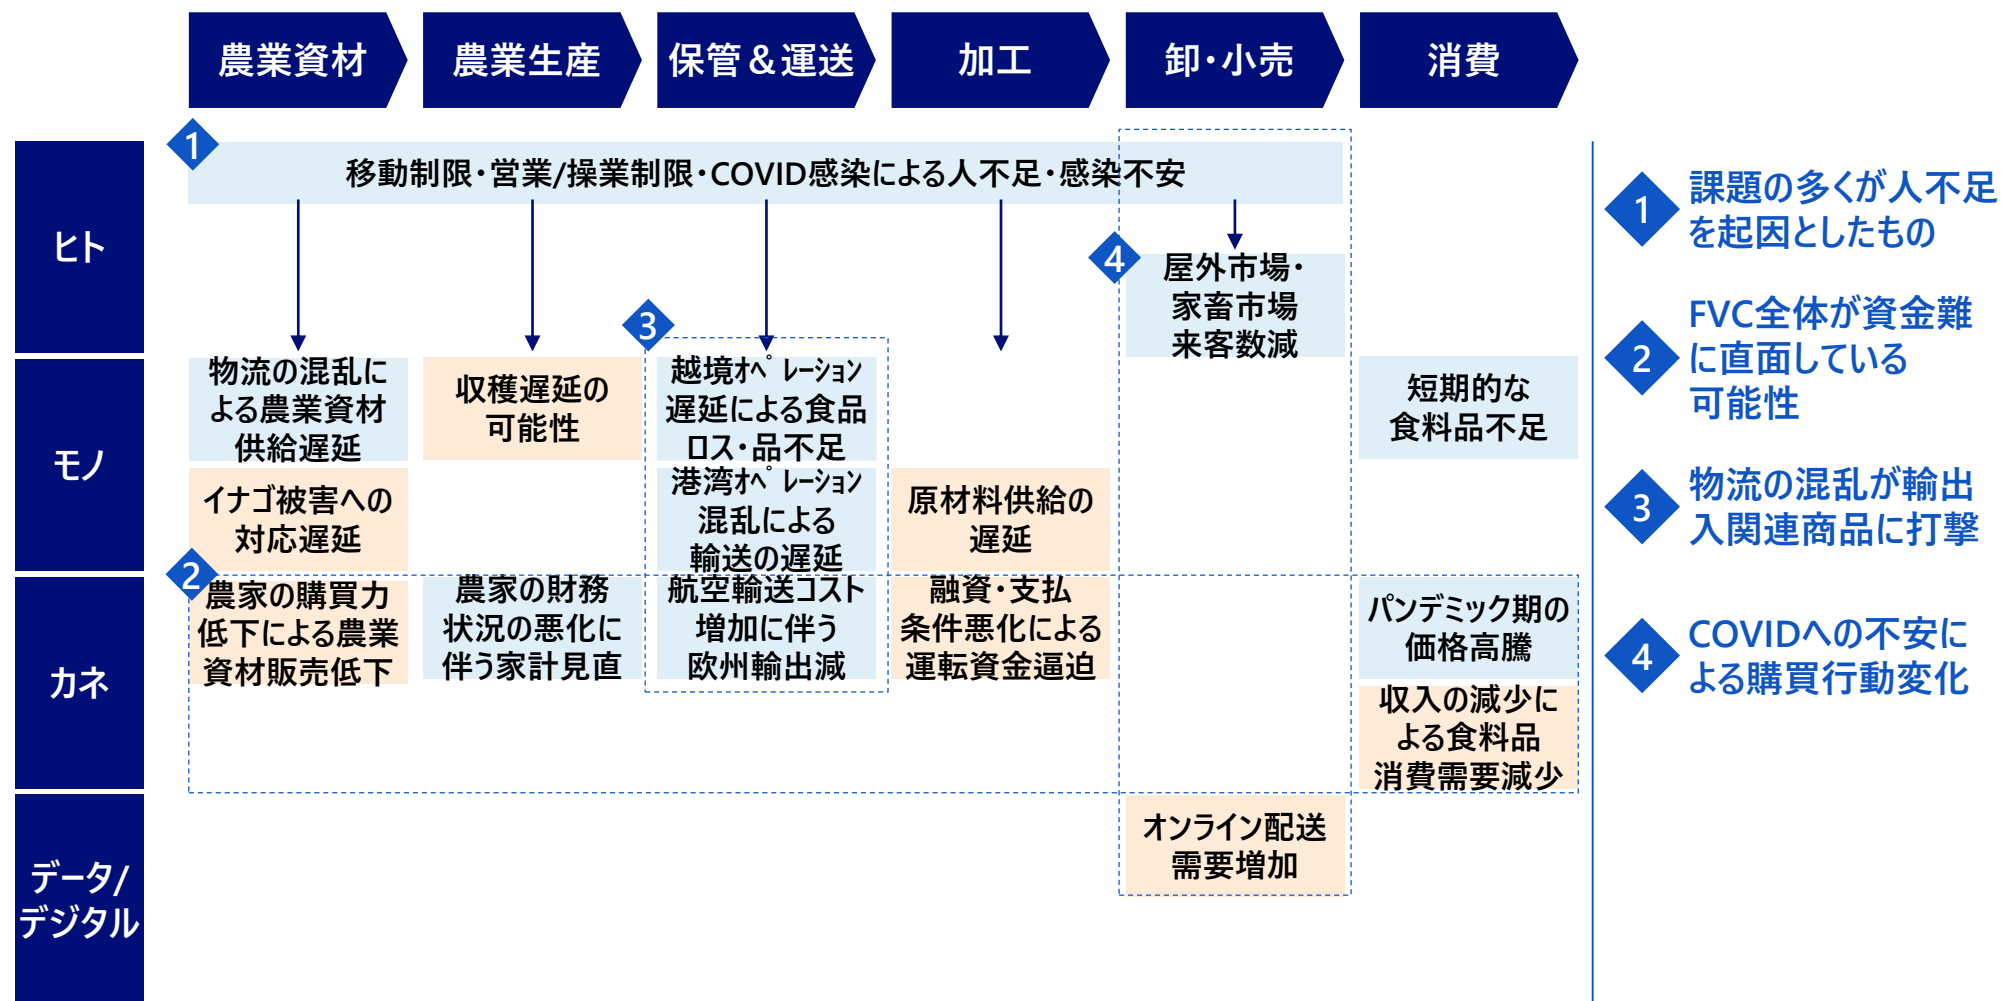 農業資材
農業生産
保管＆運送
加工
卸・小売
消費
ヒト
1
移動制限・営業/操業制限・COVID感染による人不足・感染不安
4
屋外市場・
家畜市場
来客数減
モノ
物流の混乱に
よる農業資材
供給遅延
収穫遅延の
可能性
3
越境ｵﾍﾟﾚｰｼｮﾝ
遅延による食品
ロス・品不足
短期的な
食料品不足
イナゴ被害への
対応遅延
港湾ｵﾍﾟﾚｰｼｮﾝ
混乱による
輸送の遅延
原材料供給の
遅延
カネ
2
農家の購買力
低下による農業
資材販売低下
農家の財務
状況の悪化に
伴う家計見直
航空輸送コスト
増加に伴う
欧州輸出減
融資・支払
条件悪化による
運転資金逼迫
パンデミック期の
価格高騰
収入の減少に
よる食料品
消費需要減少
データ/
デジタル
オンライン配送
需要増加
1
課題の多くが人不足
を起因としたもの
2
FVC全体が資金難
に直面している
可能性
3
物流の混乱が輸出
入関連商品に打撃
4
COVIDへの不安に
よる購買行動変化